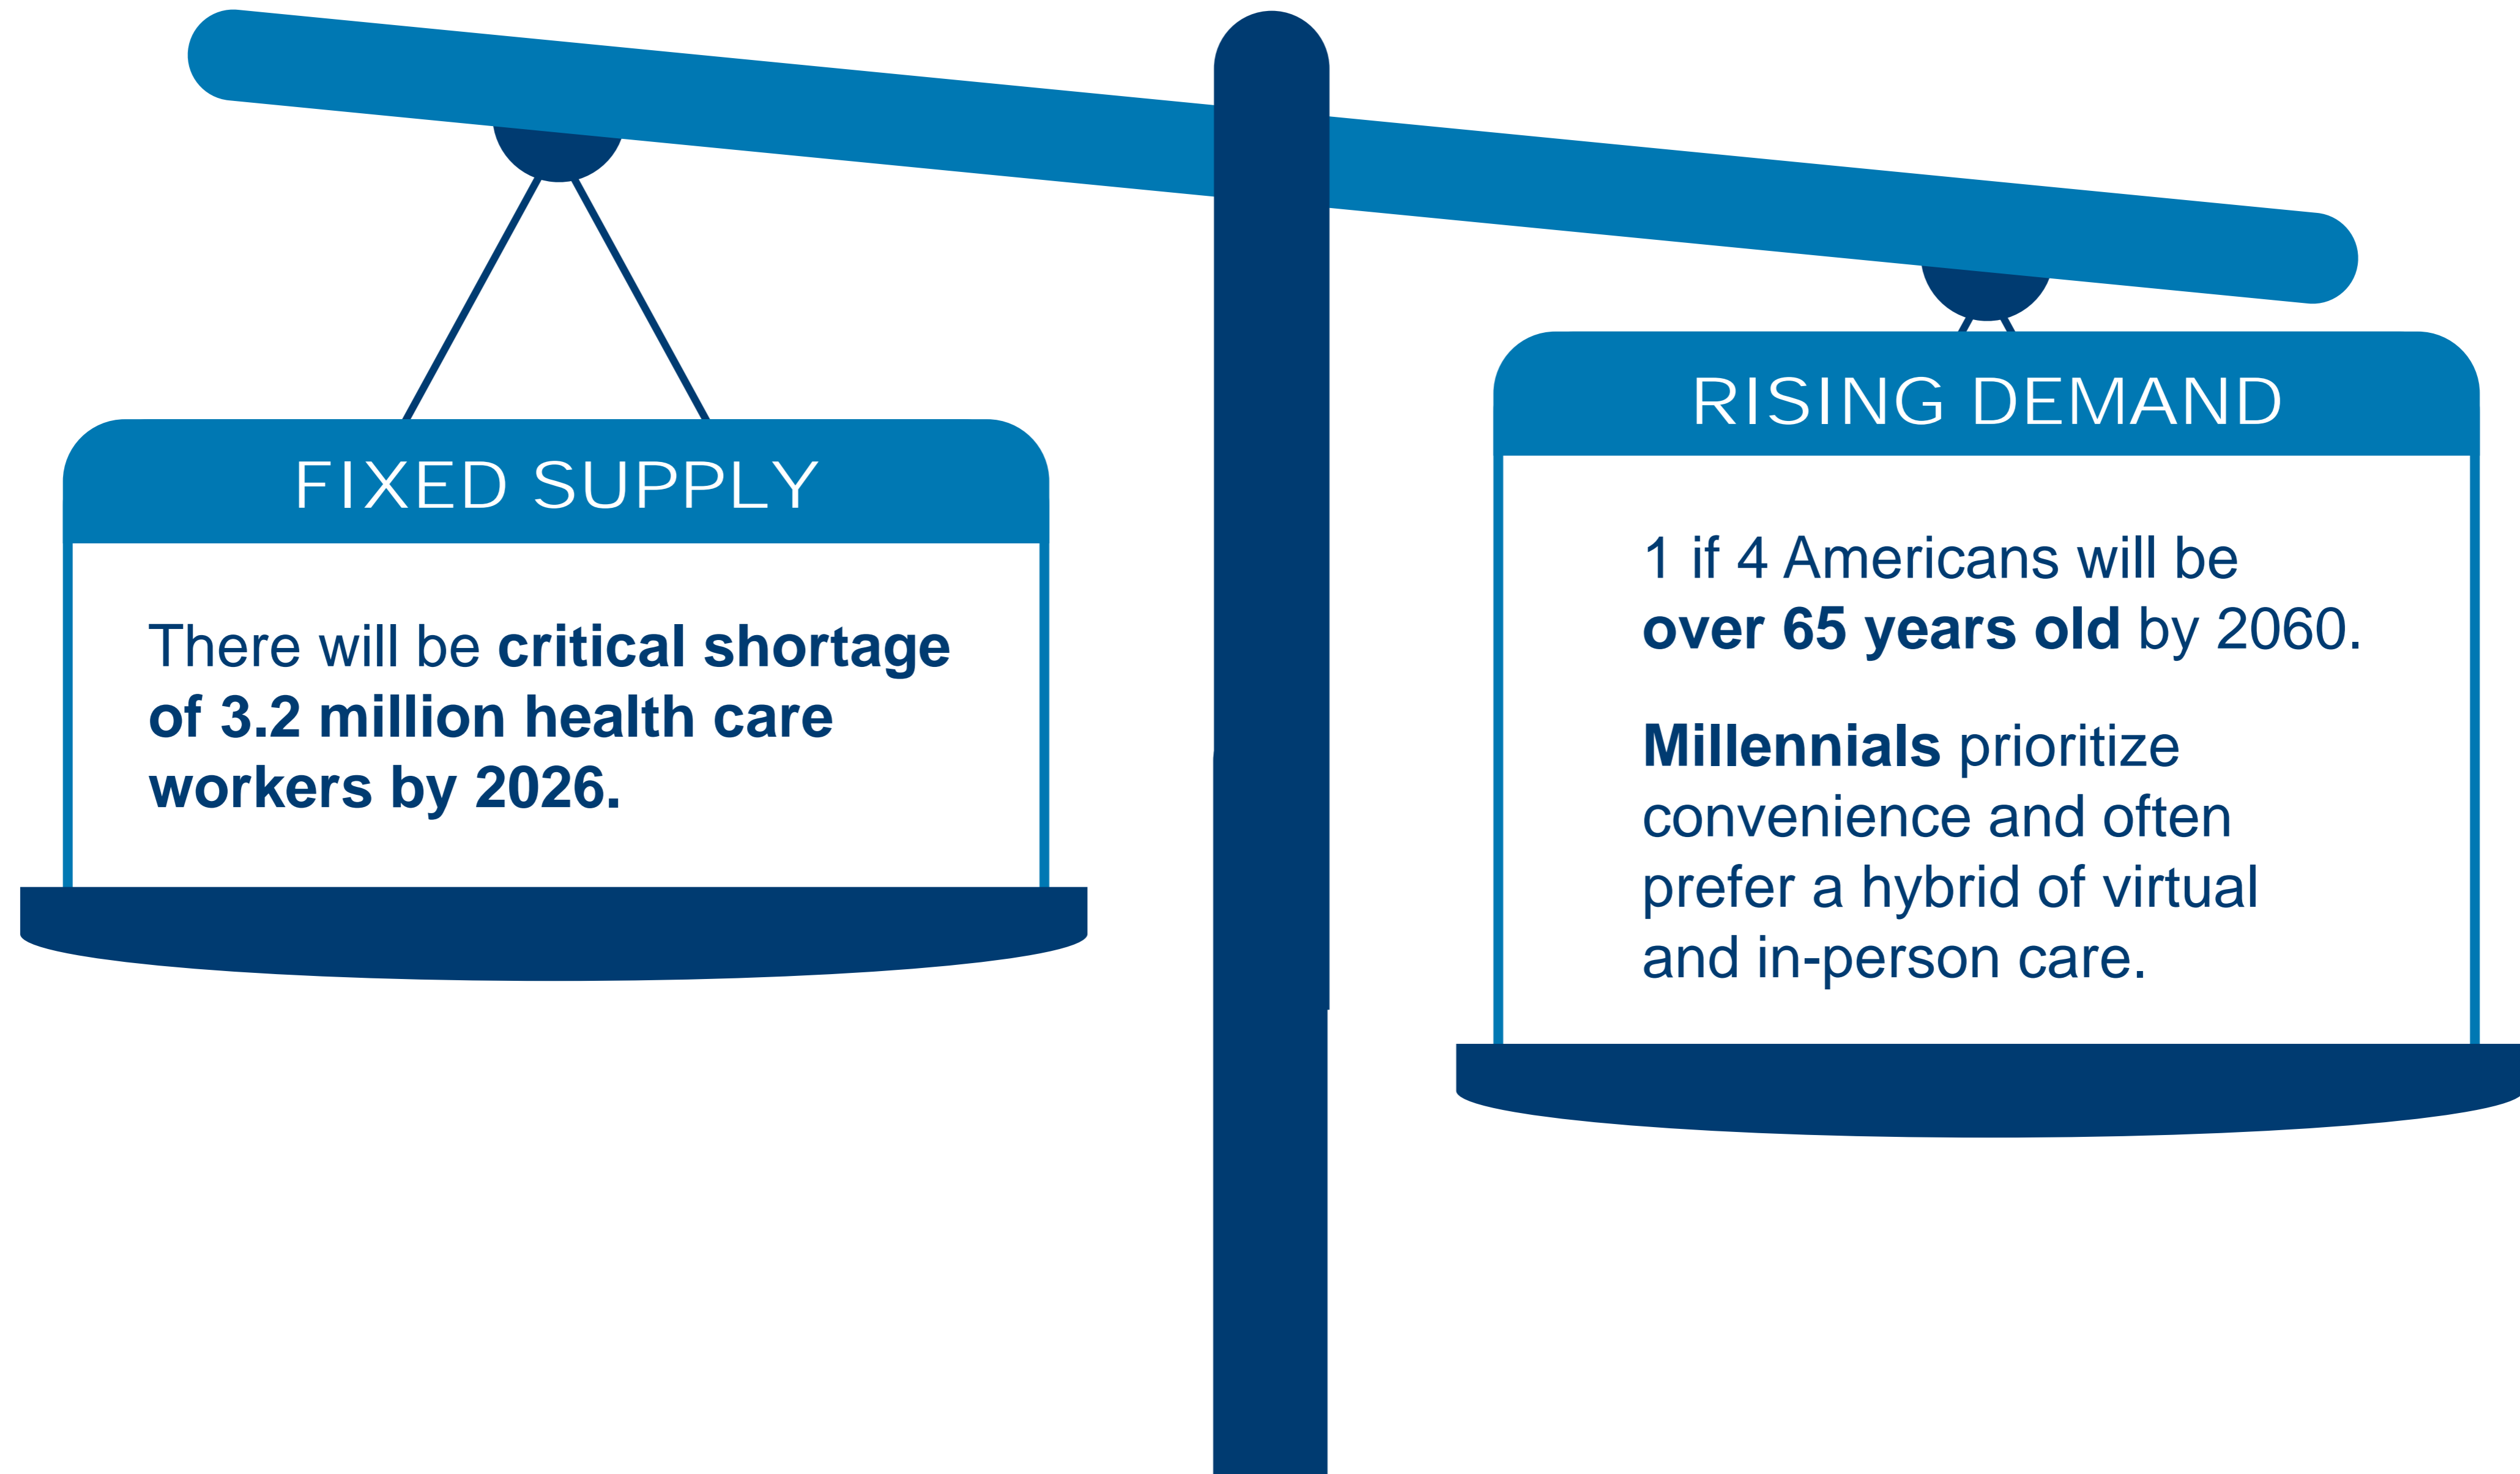 FIXED SUPPLY
There will be critical shortage
of 3.2 million health care
workers by 2026.
RISING DEMAND
1 if 4 Americans will be
over 65 years old by 2060.
Millennials prioritize
convenience and often
prefer a hybrid of virtual
and in-person care.